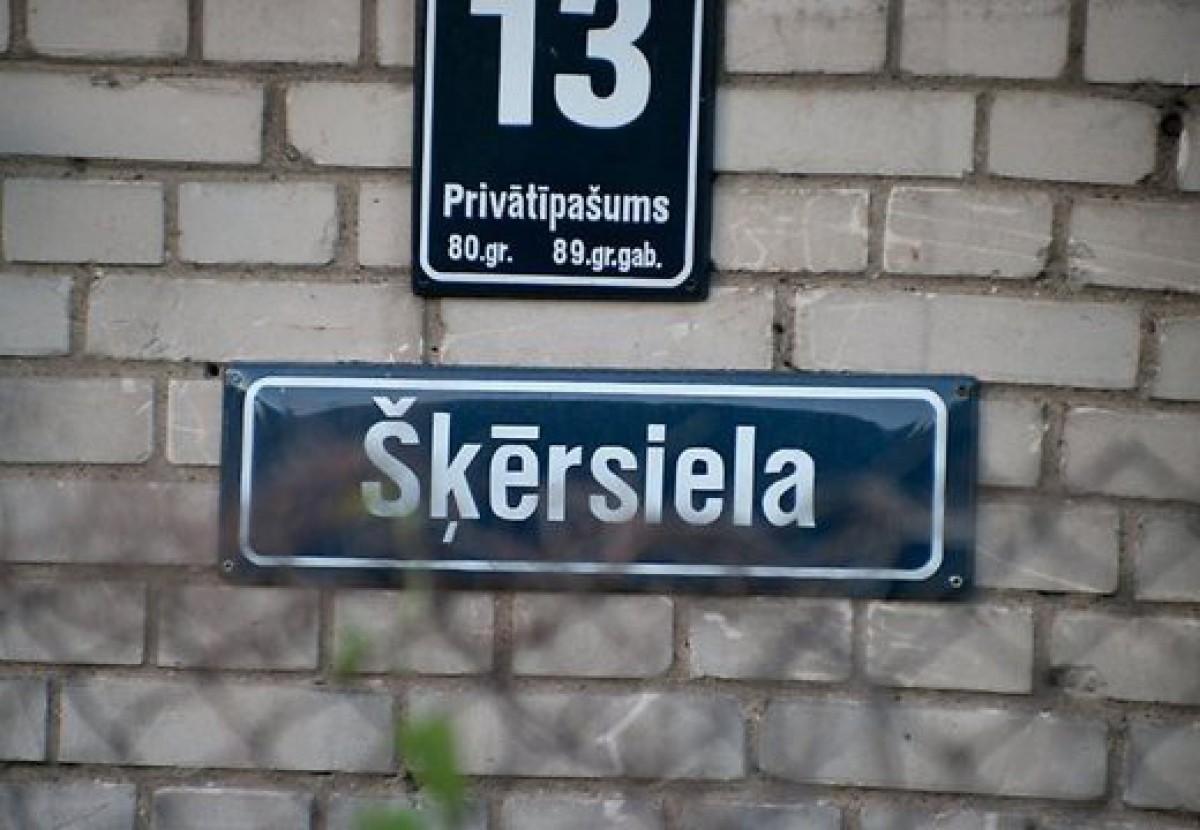 13
Privātīpašums
80.gr. 89.gr.gab.
Šķērsiela